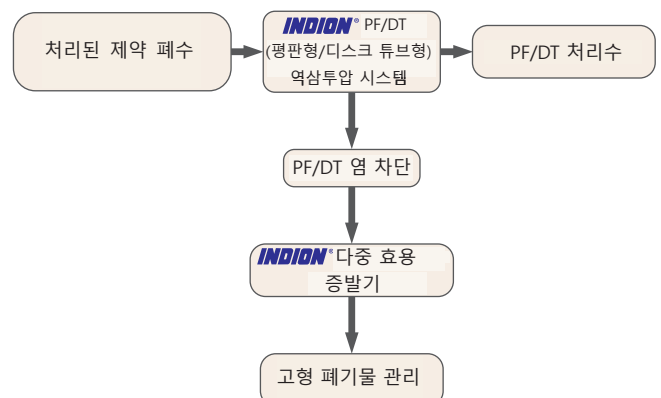 처리된 제약 폐수
INDION® PF/DT
(평판형/디스크 튜브형)
역삼투압 시스템
PF/DT 처리수
PF/DT 염 차단
INDION® 다중 효용
증발기
고형 폐기물 관리